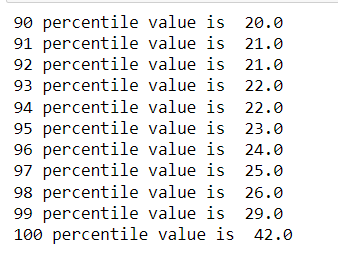 90 percentile value is  20.0
91 percentile value is  21.0
92 percentile value is  21.0
93 percentile value is  22.0
94 percentile value is  22.0
95 percentile value is  23.0
96 percentile value is  24.0
97 percentile value is  25.0
98 percentile value is  26.0
99 percentile value is  29.0
100 percentile value is  42.0